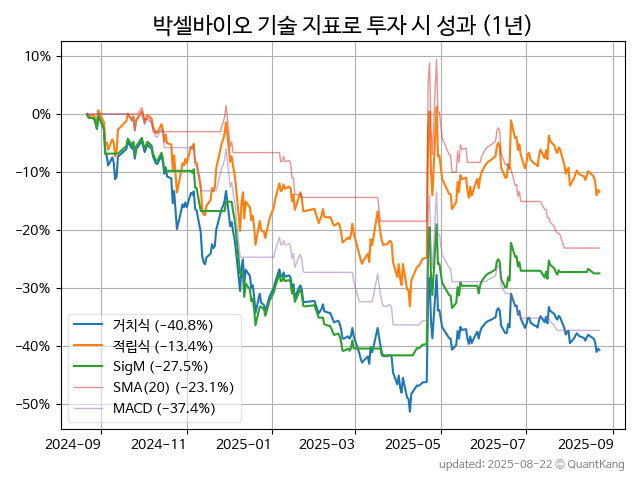 박셀바이오 기술 지표로 투자 시 성과 (1년)
10%
0%
−10%
−20%
−30%
−40%
−50%
거치식 (−40.8%)
적립식 (−13.4%)
SigM (−27.5%)
SMA(20) (−23.1%)
MACD (−37.4%)
2024−09
2024−11
2025−01
2025−03
2025−05
2025−07
2025−09
updated: 2025-08-22 © QuantKang